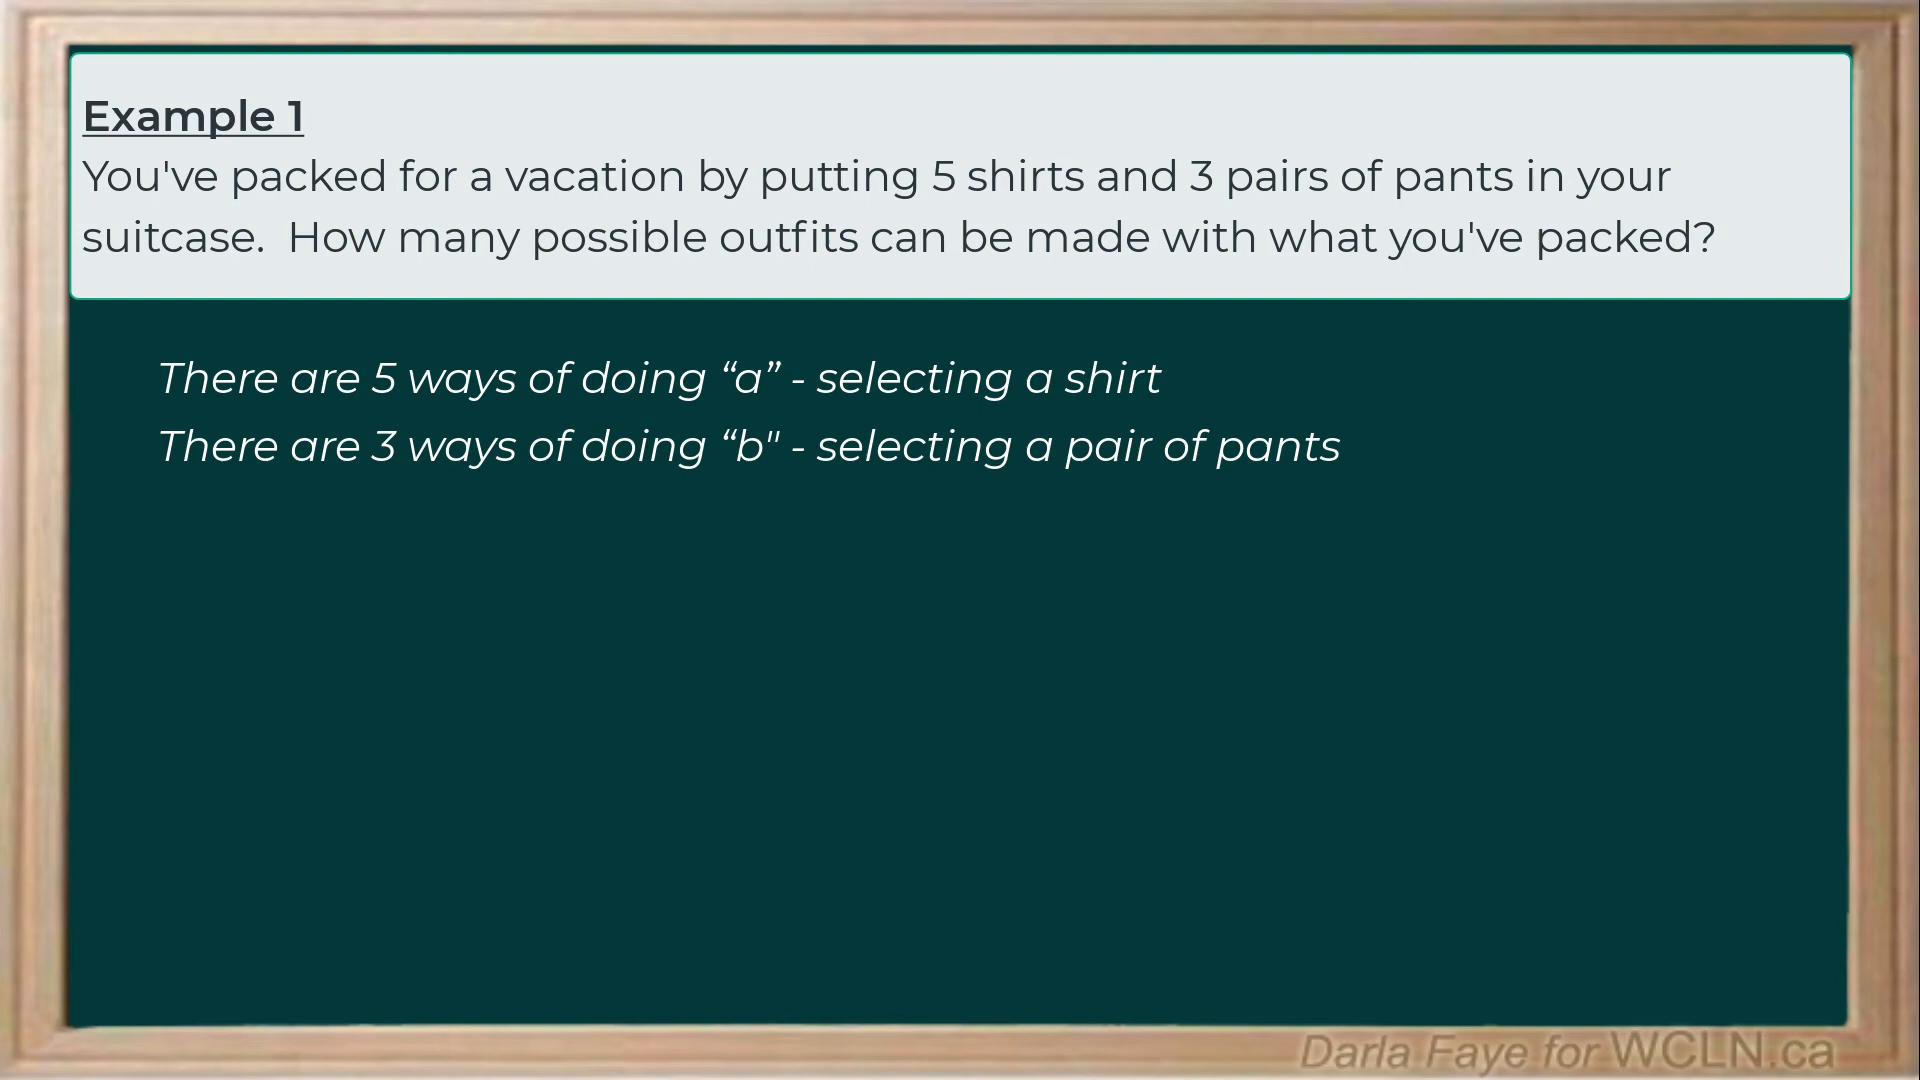 Example 1
You've packed for a vacation by putting 5 shirts and 3 pairs of pants in your
suitcase.  How many possible outfits can be made with what you've packed?
There are 5 ways of doing “a” - selecting a shirt
There are 3 ways of doing “b" - selecting a pair of pants
Darla Faye for WCLN.ca